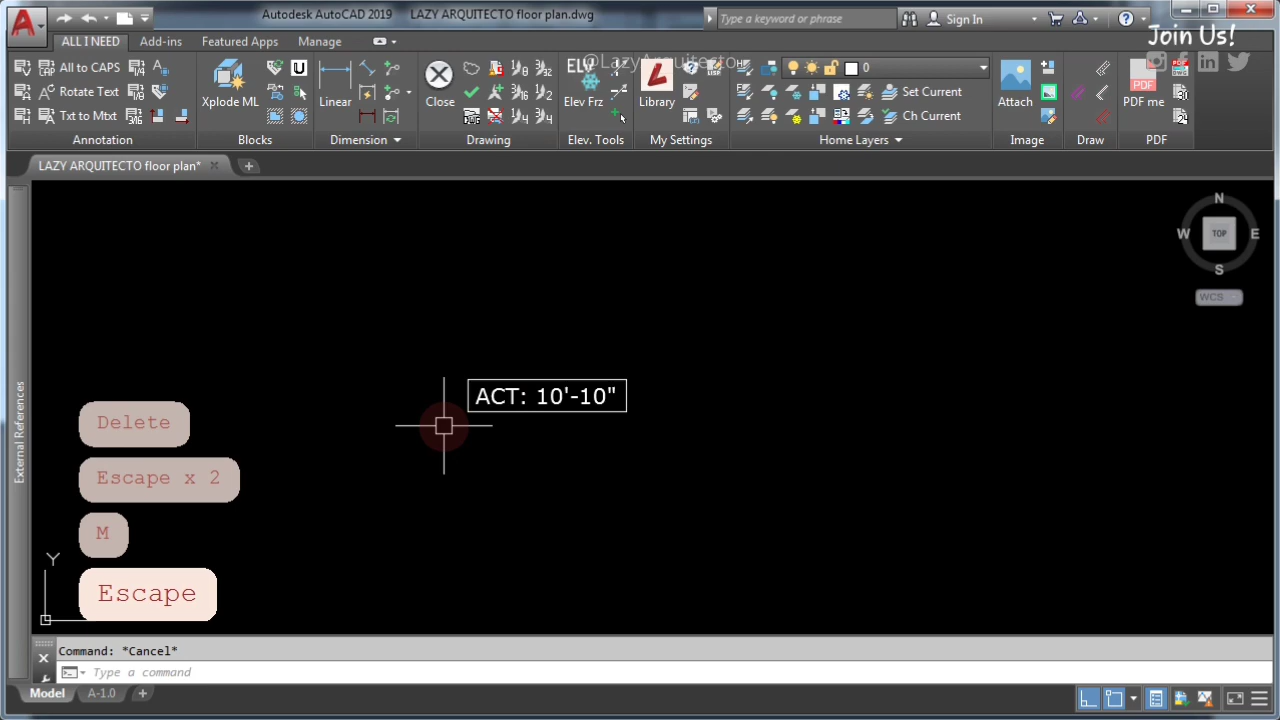 Autodesk AutoCAD 2019 LAZY ARQUITECTO floor plan.dwg
Type a keyword or phrase
Sign In
Join Us!
ALL I NEED
Add-ins
Featured Apps
Manage
@LazyArquitecto
All to CAPS
Rotate Text
Txt to Mtxt
Annotation
Xplode ML
Blocks
Linear
Dimension
Close
Drawing
ELV
Elev Frz
Elev. Tools
Library
My Settings
0
Set Current
Ch Current
Home Layers
Attach
Image
Draw
PDF
PDF me
PDF
LAZY ARQUITECTO floor plan*
External References
N
W
TOP
E
S
WCS
ACT: 10'-10"
Delete
Escape x 2
M
Escape
Y
Command: *Cancel*
Type a command
Model
A-1.0